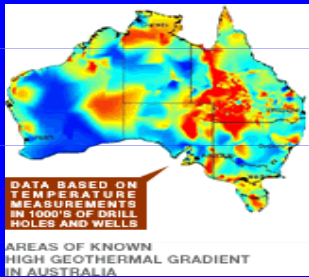 DATA BASED ON
TEMPERATURE
MEASUREMENTS
IN 1000'S OF DRILL
HOLES AND WELLS
AREAS OF KNOWN
HIGH GEOTHERMAL GRADIENT
IN AUSTRALIA